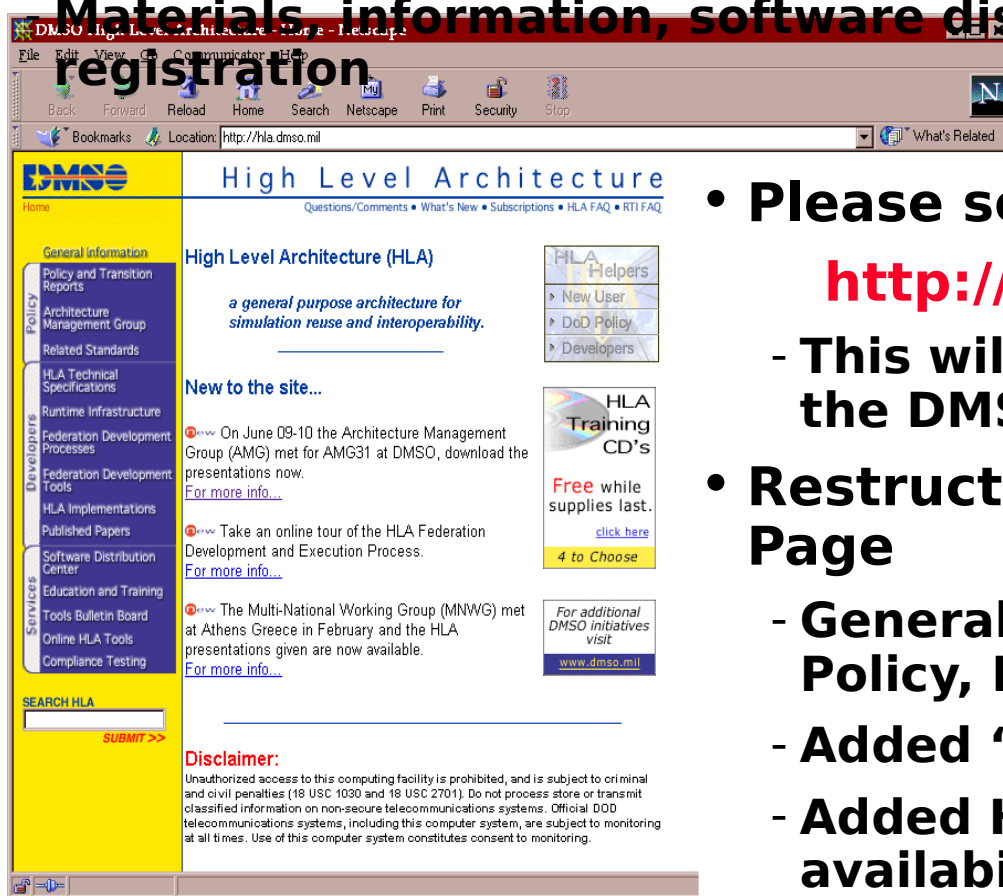 - Materials, information, software
registration
DMSO High Level Architecture - Home - Netscape
File Edit View Go Communicator Help
Back Forward Reload Home Search Netscape Print Security Stop
My
N
Bookmarks Location: http://hla.dmso.mil What's Related
DMSO
Home
High Level Architecture
Questions/Comments ▪ What's New ▪ Subscriptions ▪ HLA FAQ ▪ RTI FAQ
General information
Policy
Policy and Transition
Reports
Architecture
Management Group
Related Standards
Developers
HLA Technical
Specifications
Runtime Infrastructure
Federation Development
Processes
Federation Development
Tools
HLA Implementations
Published Papers
Services
Software Distribution
Center
Education and Training
Tools Bulletin Board
Online HLA Tools
Compliance Testing
SEARCH HLA
SUBMIT >>
High Level Architecture (HLA)
a general purpose architecture for
simulation reuse and interoperability.
New to the site...
new On June 09-10 the Architecture Management
Group (AMG) met for AMG31 at DMSO, download the
presentations now.
For more info...
new Take an online tour of the HLA Federation
Development and Execution Process.
For more info...
new The Multi-National Working Group (MNWG) met
at Athens Greece in February and the HLA
presentations given are now available.
For more info...
Disclaimer:
Unauthorized access to this computing facility is prohibited, and is subject to criminal
and civil penalties (18 USC 1030 and 18 USC 2701). Do not process store or transmit
classified information on non-secure telecommunications systems. Official DOD
telecommunications systems, including this computer system, are subject to monitoring
at all times. Use of this computer system constitutes consent to monitoring.
HLA
Helpers
New User
DoD Policy
Developers
HLA
Training
CD's
Free while
supplies last.
click here
4 to Choose
For additional
DMSO initiatives
visit
www.dmso.mil
• Please
http://
- This
the
• Restruct
Page
- General
Policy,
- Added
- Added
availabi